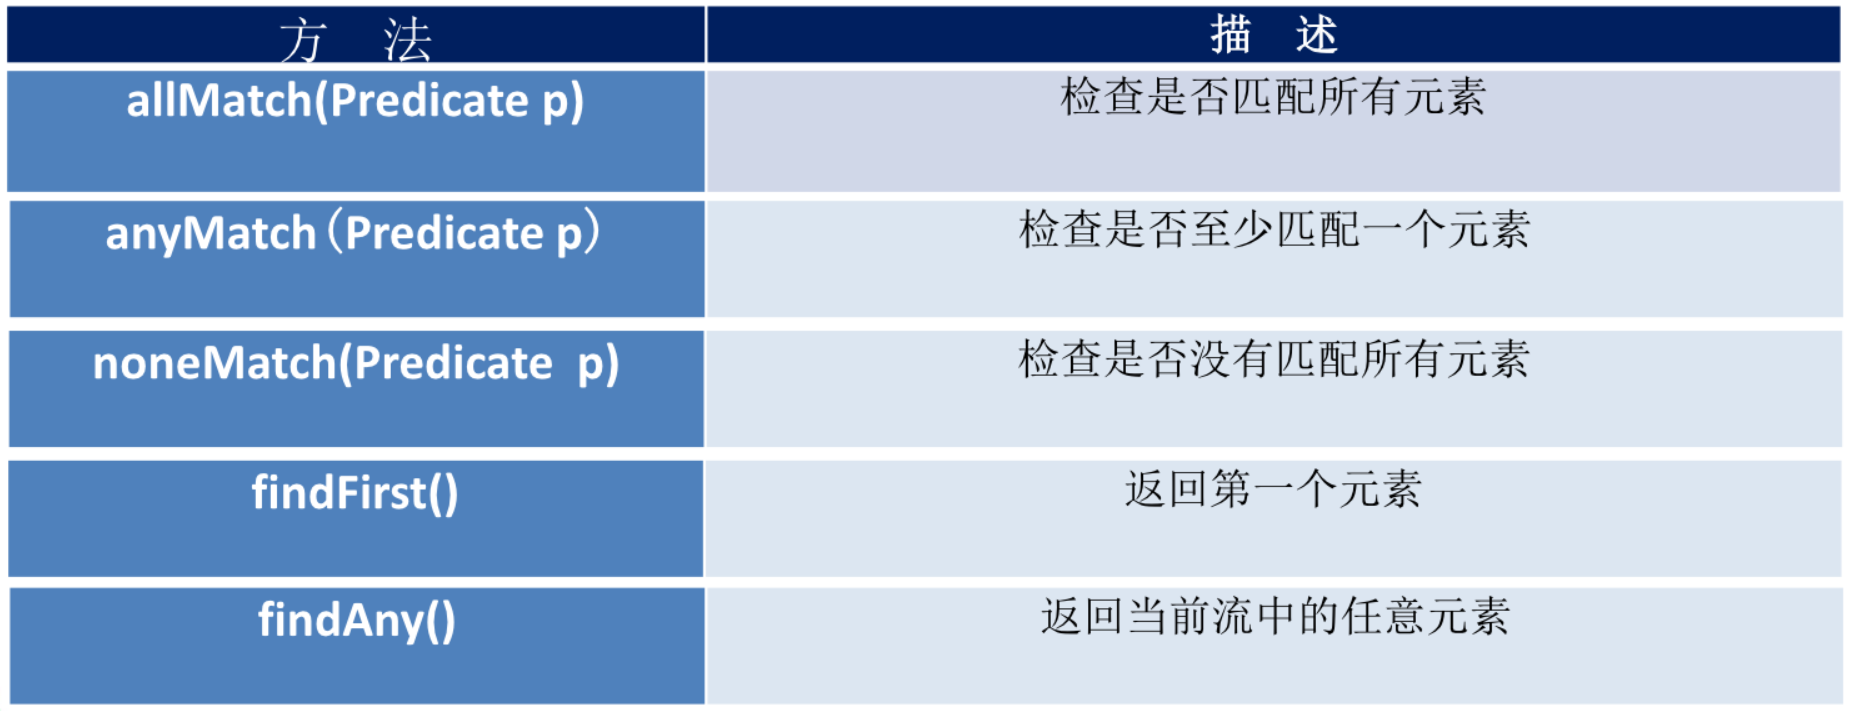 方 法
描 述
allMatch(Predicate p)
检查是否匹配所有元素
anyMatch（Predicate p）
检查是否至少匹配一个元素
noneMatch(Predicate  p)
检查是否没有匹配所有元素
findFirst()
返回第一个元素
findAny()
返回当前流中的任意元素